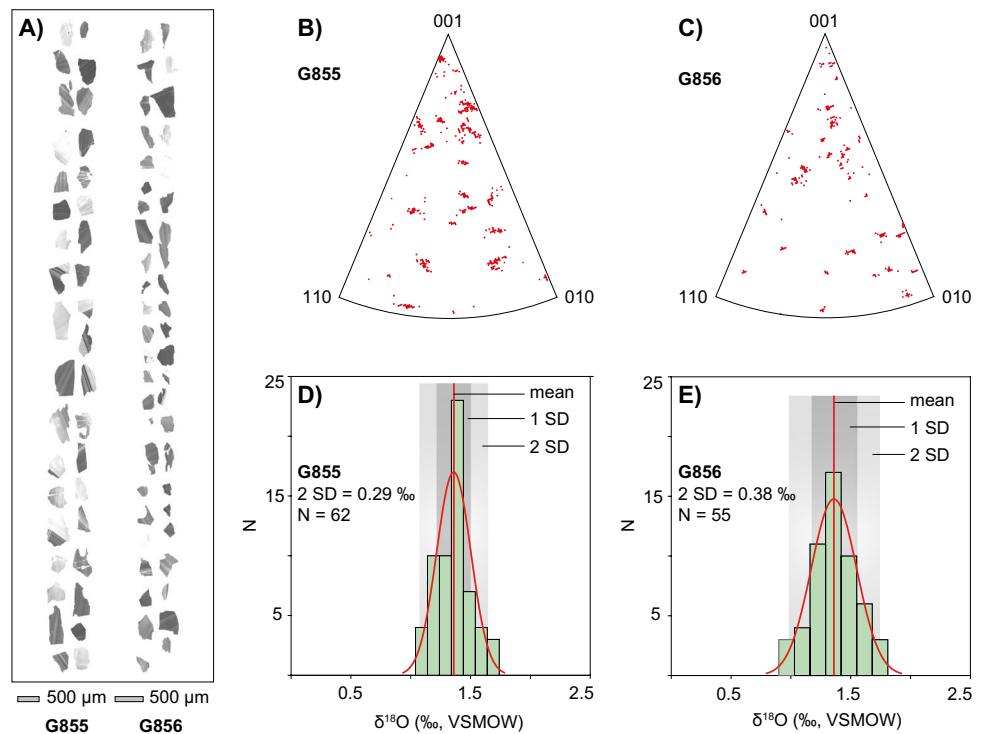 A)
500 µm 500 µm
G855 G856
B)
G855
001
110 010
C)
G856
001
110 010
D)
G855
2 SD = 0.29 ‰
N = 62
mean
1 SD
2 SD
25
15
5
N
0.5 1.5 2.5
δ¹⁸O (‰, VSMOW)
E)
G856
2 SD = 0.38 ‰
N = 55
mean
1 SD
2 SD
25
15
5
N
0.5 1.5 2.5
δ¹⁸O (‰, VSMOW)